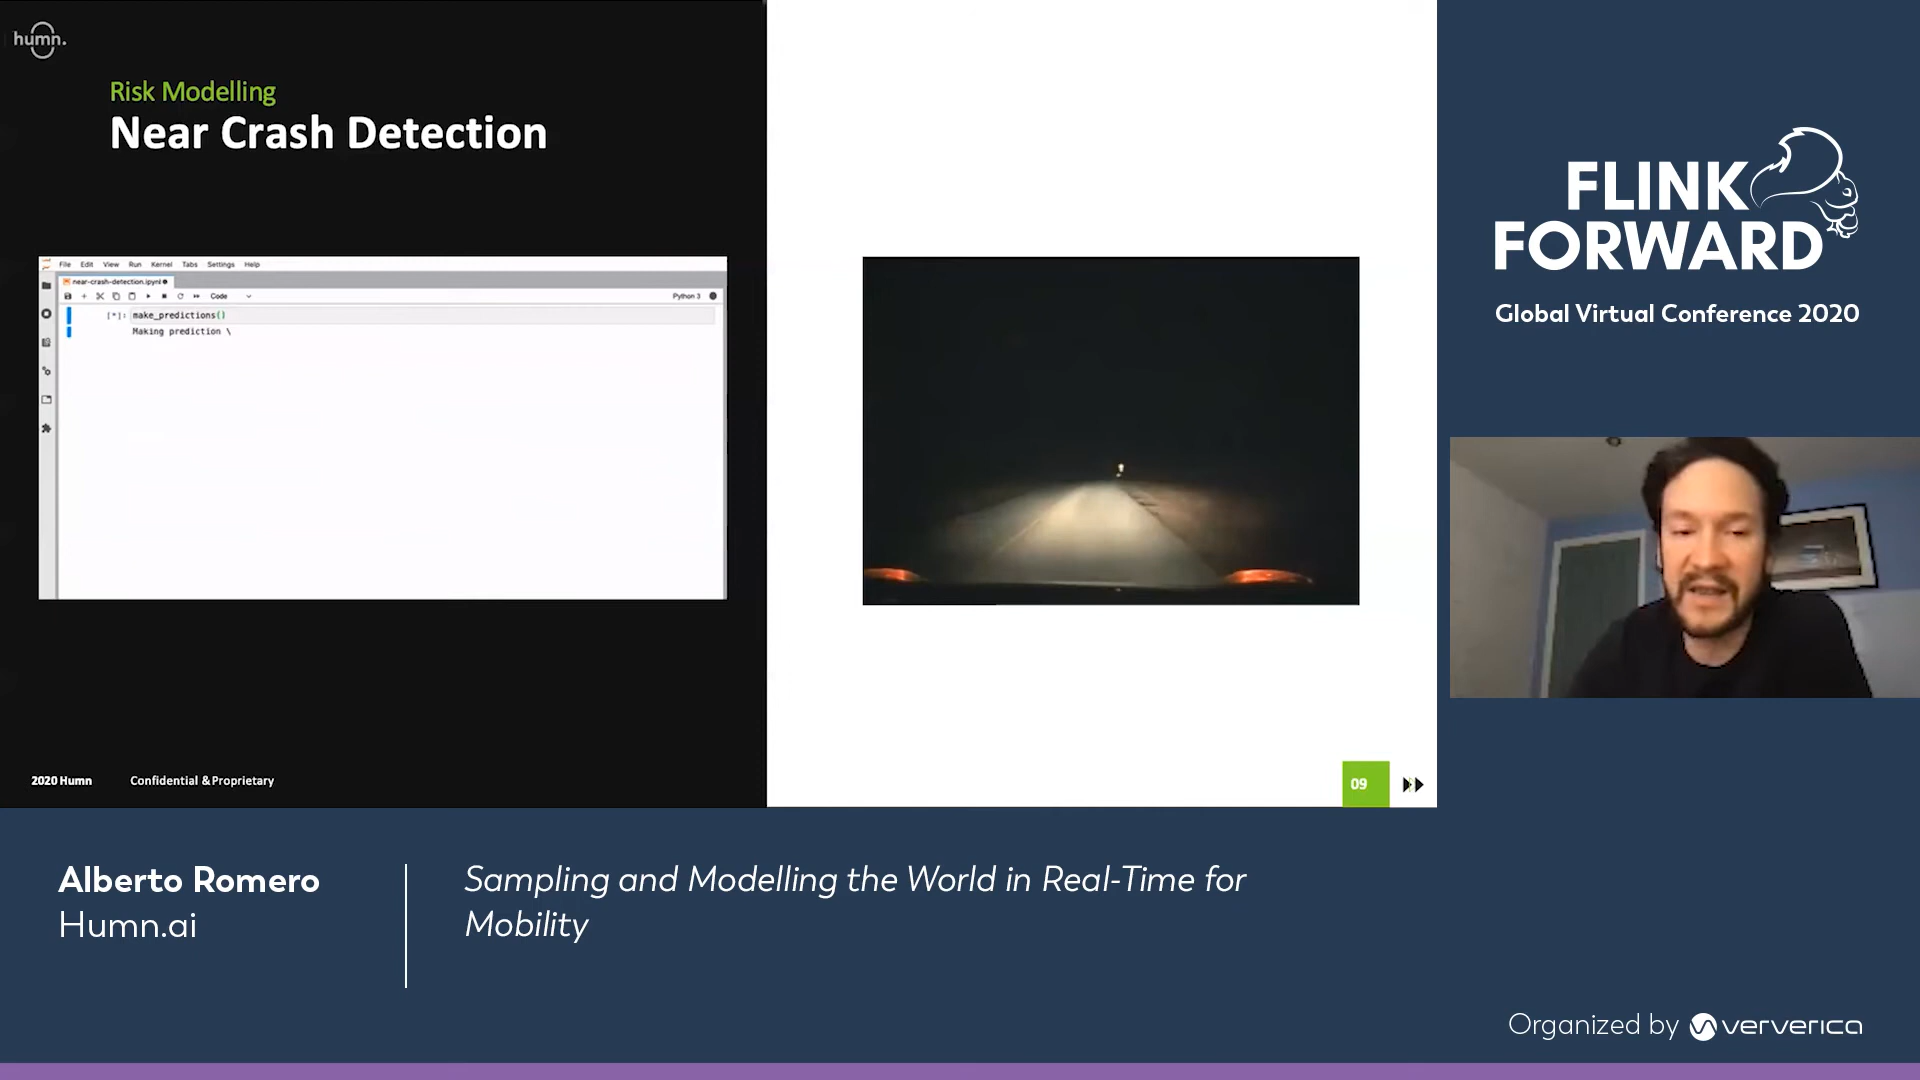 humn.
Risk Modelling
Near Crash Detection
File Edit View Run Kernel Tabs Settings Help
near-crash-detection.ipynb
Code
Python 3
[*]: make_predictions()
Making prediction \
2020 Humn Confidential & Proprietary
09
FLINK
FORWARD
Global Virtual Conference 2020
Alberto Romero
Humn.ai
Sampling and Modelling the World in Real-Time for
Mobility
Organized by ververica